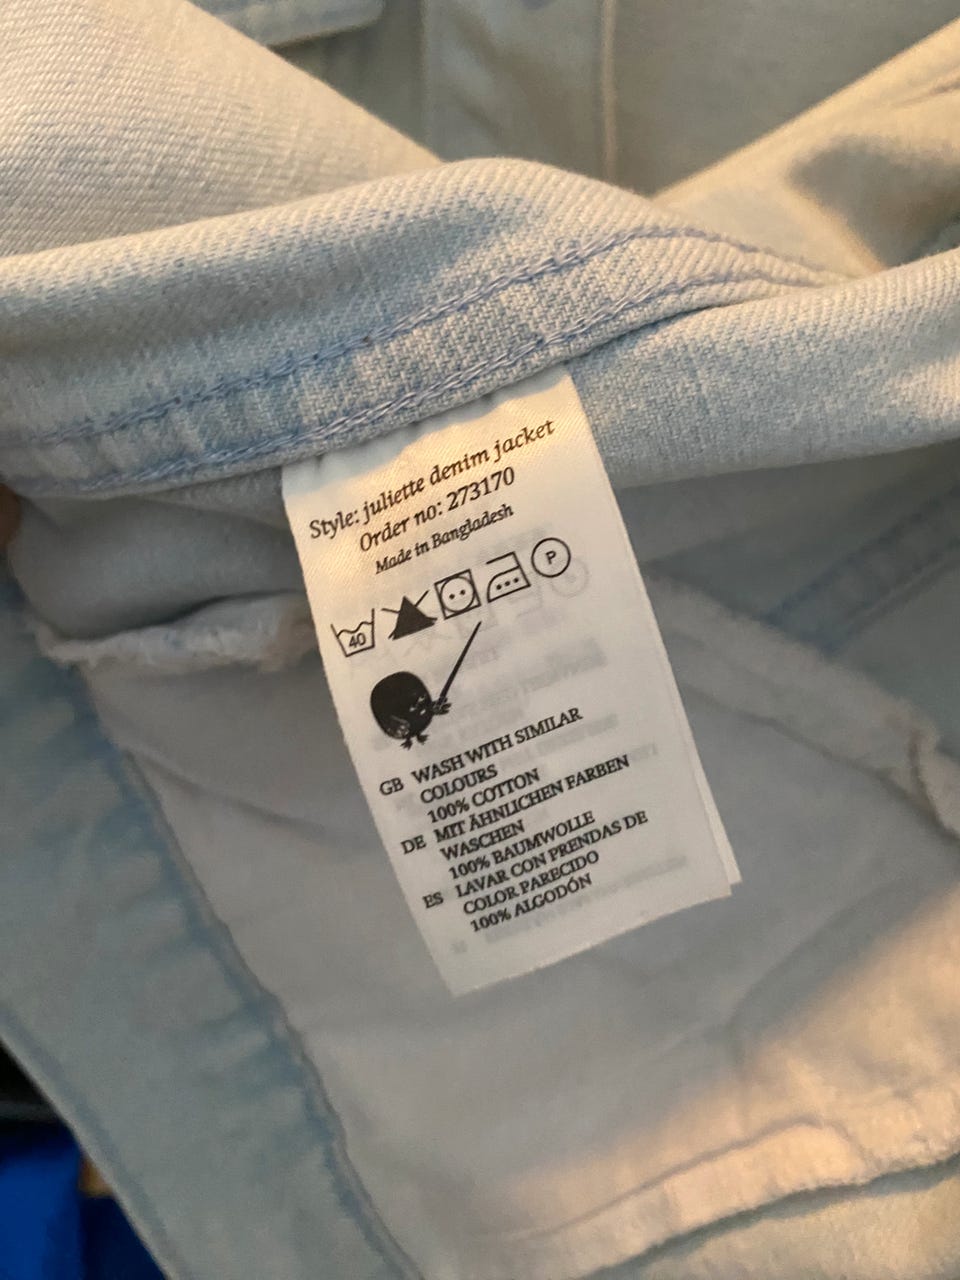 Style: juliette denim jacket
Order no: 273170
Made in Bangladesh
40 P
GB WASH WITH SIMILAR
COLOURS
100% COTTON
DE MIT ÄHNLICHEN FARBEN
WASCHEN
100% BAUMWOLLE
ES LAVAR CON PRENDAS DE
COLOR PARECIDO
100% ALGODÓN